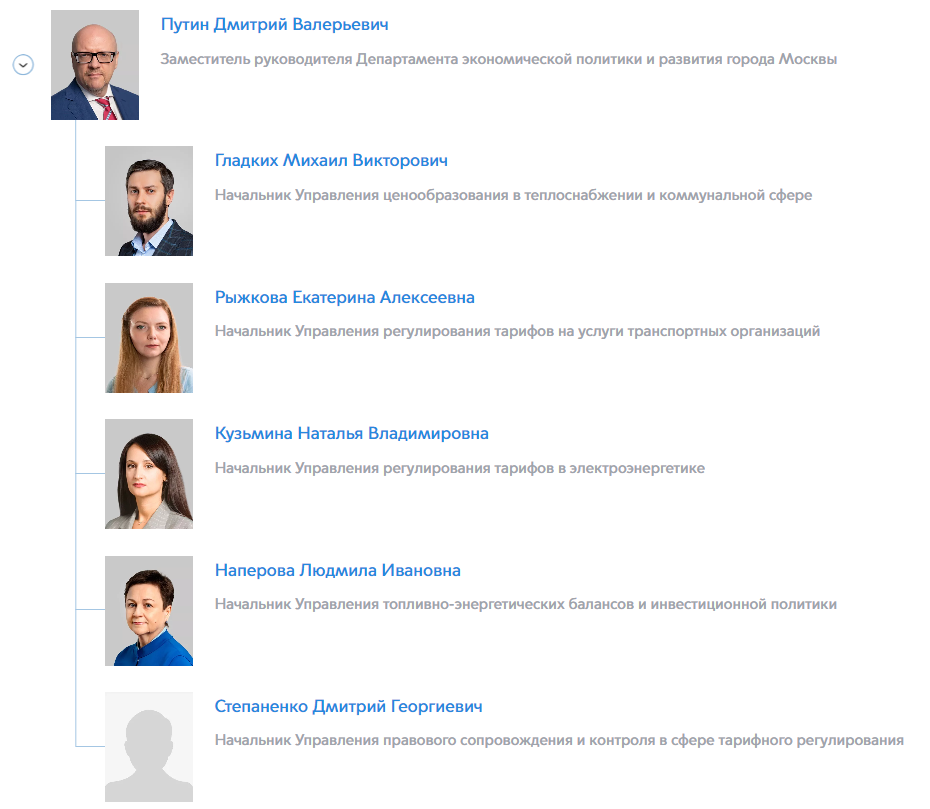 Путин Дмитрий Валерьевич
Заместитель руководителя Департамента экономической политики и развития города Москвы
Гладких Михаил Викторович
Начальник Управления ценообразования в теплоснабжении и коммунальной сфере
Рыжкова Екатерина Алексеевна
Начальник Управления регулирования тарифов на услуги транспортных организаций
Кузьмина Наталья Владимировна
Начальник Управления регулирования тарифов в электроэнергетике
Наперова Людмила Ивановна
Начальник Управления топливно-энергетических балансов и инвестиционной политики
Степаненко Дмитрий Георгиевич
Начальник Управления правового сопровождения и контроля в сфере тарифного регулирования